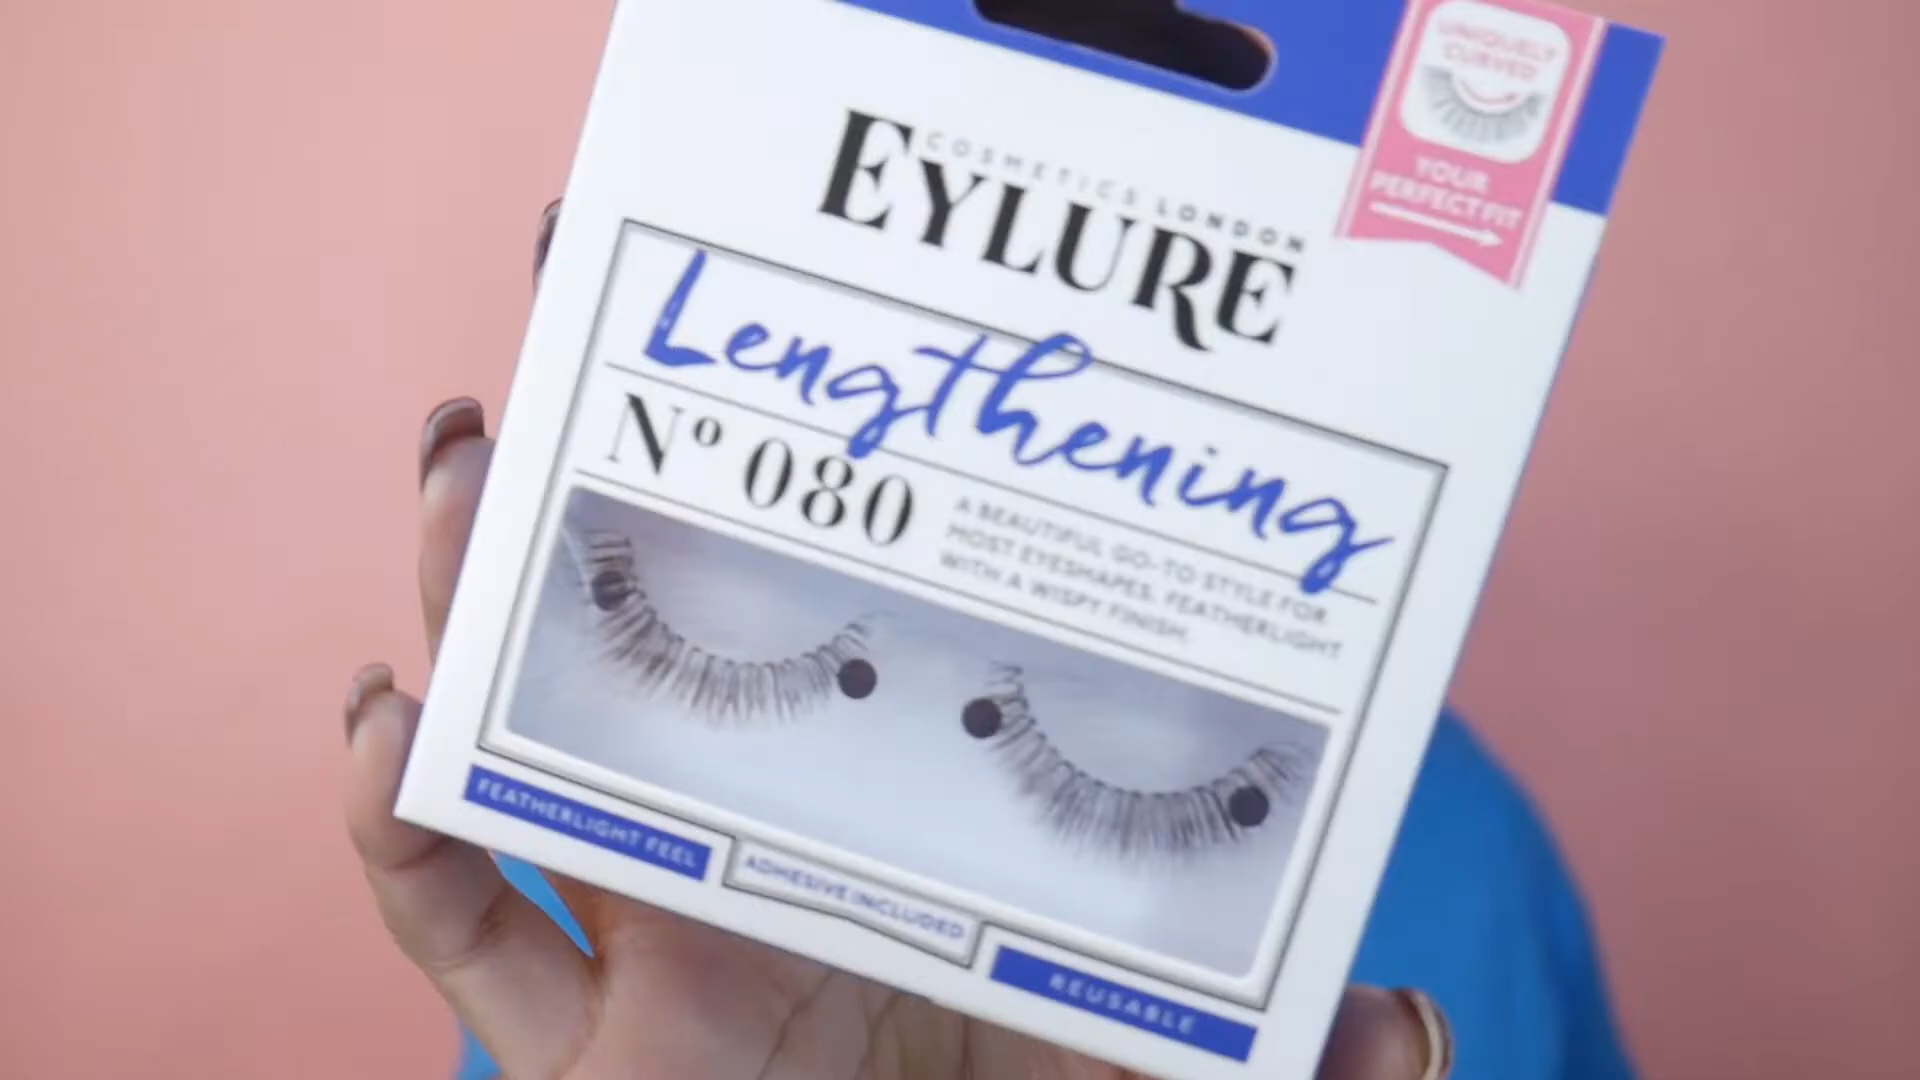 UNIQUELY
CURVED
YOUR
PERFECT FIT
COSMETICS LONDON
EYLURE
Lengthening
Nº 080
A BEAUTIFUL GO-TO STYLE FOR
MOST EYESHAPES. FEATHERLIGHT
WITH A WISPY FINISH.
FEATHERLIGHT FEEL
ADHESIVE INCLUDED
REUSABLE